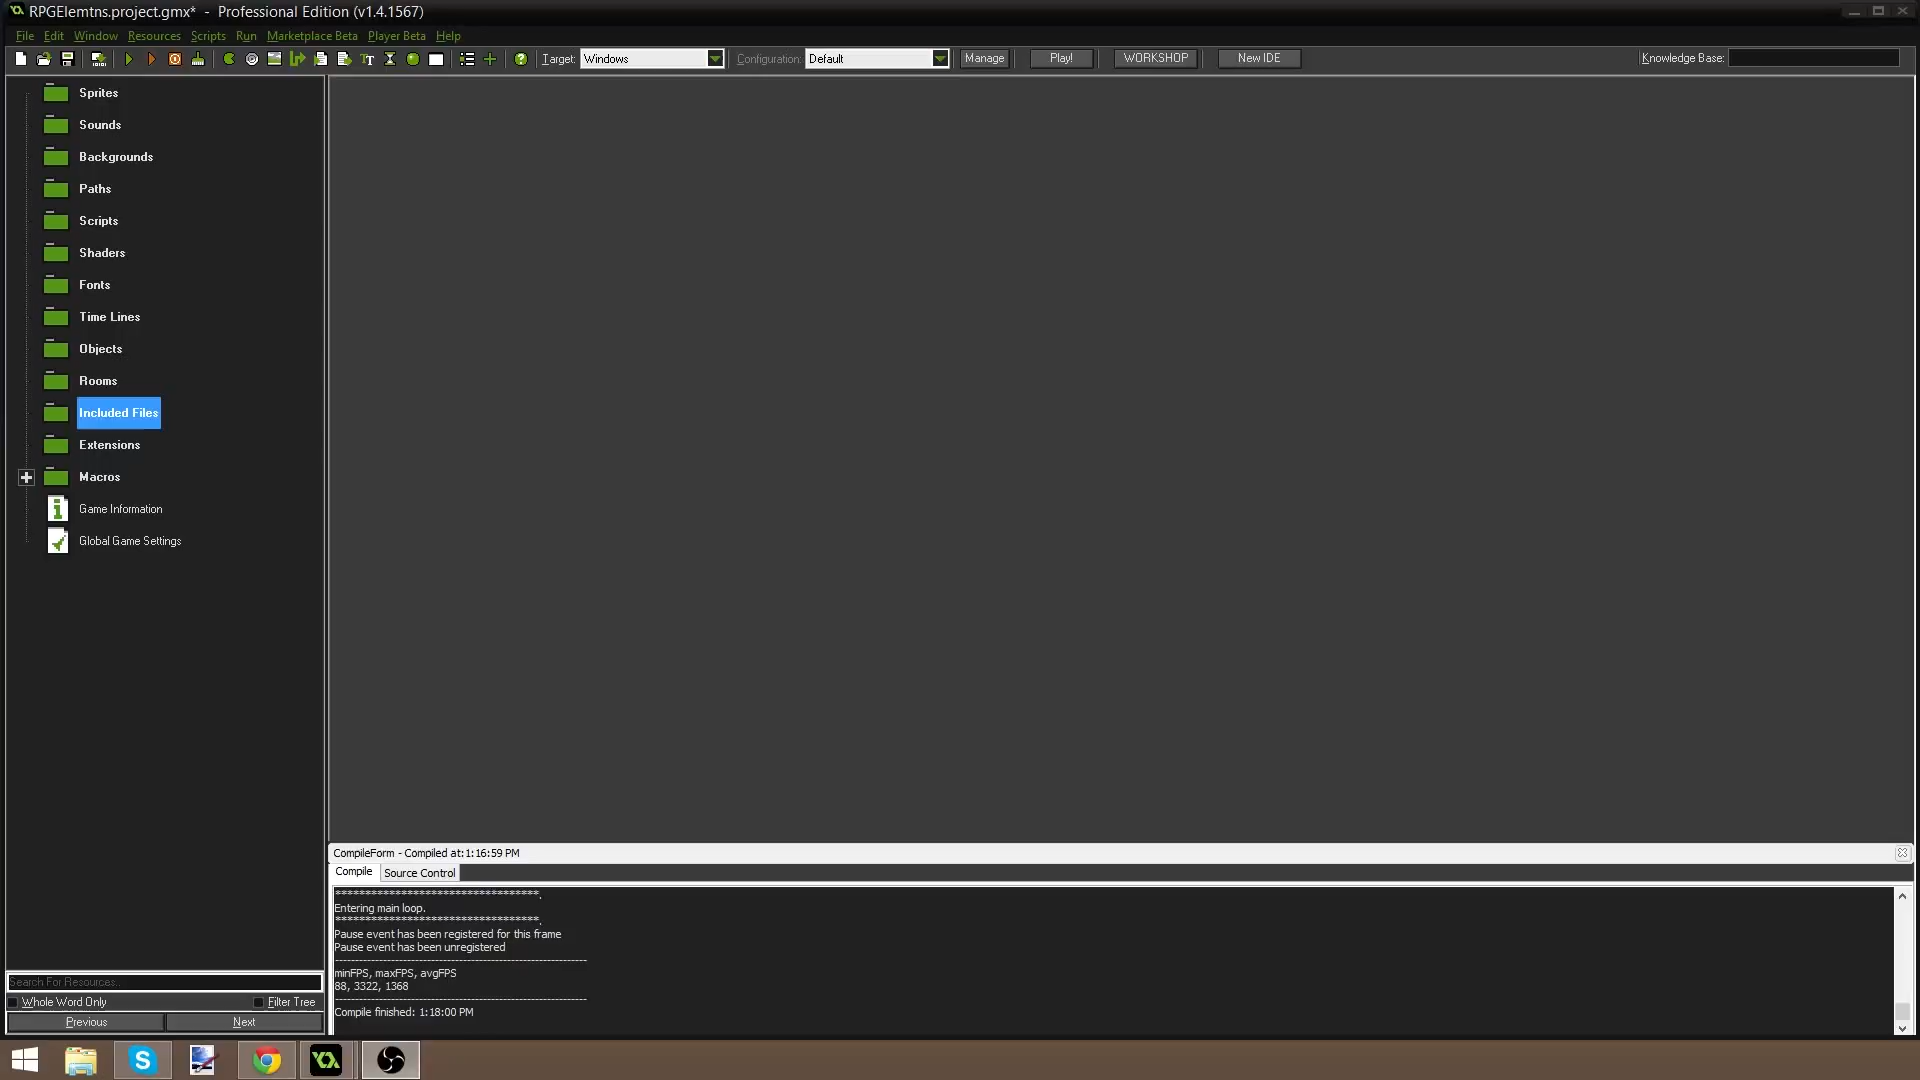 RPGElemtns.project.gmx* - Professional Edition (v1.4.1567)
File Edit Window Resources Scripts Run Marketplace Beta Player Beta Help
Target: Windows Configuration: Default Manage Play! WORKSHOP New IDE Knowledge Base:
Sprites
Sounds
Backgrounds
Paths
Scripts
Shaders
Fonts
Time Lines
Objects
Rooms
Included Files
Extensions
Macros
Game Information
Global Game Settings
Search For Resources..
Whole Word Only Filter Tree
Previous Next
CompileForm - Compiled at:1:16:59 PM
Compile Source Control
Entering main loop.
Pause event has been registered for this frame
Pause event has been unregistered
minFPS, maxFPS, avgFPS
88, 3322, 1368
Compile finished: 1:18:00 PM